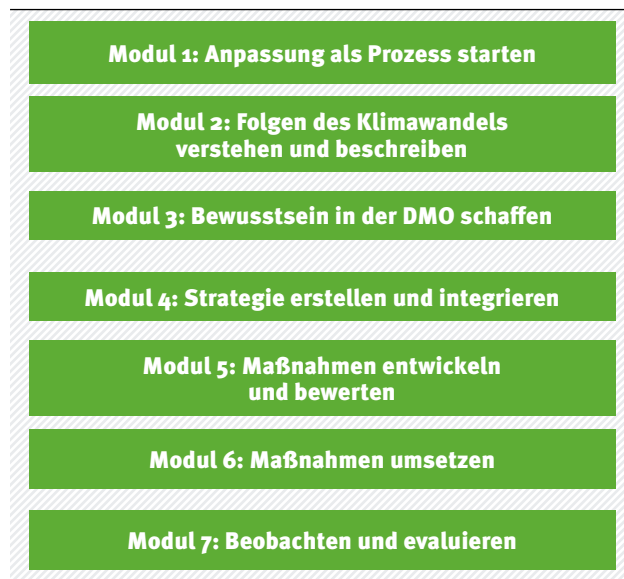 Modul 1: Anpassung als Prozess starten
Modul 2: Folgen des Klimawandels
verstehen und beschreiben
Modul 3: Bewusstsein in der DMO schaffen
Modul 4: Strategie erstellen und integrieren
Modul 5: Maßnahmen entwickeln
und bewerten
Modul 6: Maßnahmen umsetzen
Modul 7: Beobachten und evaluieren